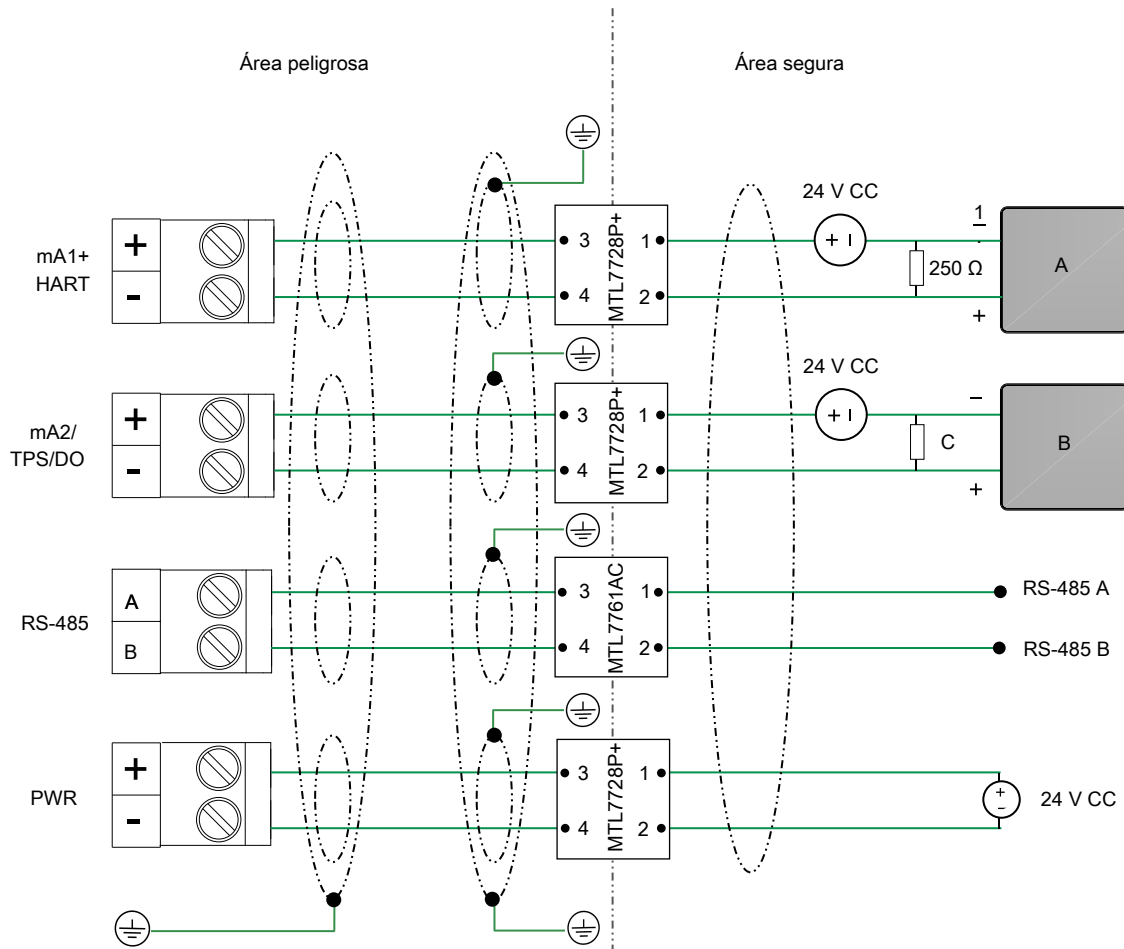 Área peligrosa
Área segura
24 V CC
mA1+
HART
+
-
3
4
MTL7728P+
1
2
+ -
250 Ω
1
+
A
24 V CC
mA2/
TPS/DO
+
-
3
4
MTL7728P+
1
2
+ -
C
-
+
B
RS-485
A
B
3
4
MTL7761AC
1
2
RS-485 A
RS-485 B
PWR
+
-
3
4
MTL7728P+
1
2
+
-
24 V CC